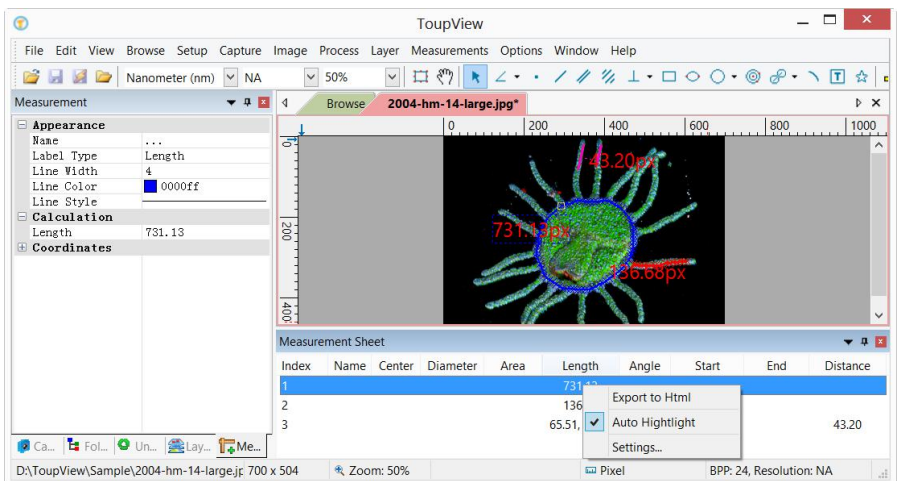 ToupView
File Edit View Browse Setup Capture Image Process Layer Measurements Options Window Help
Nanometer (nm) NA 50%
Measurement
Browse 2004-hm-14-large.jpg*
0 200 400 600 800 1000
Appearance
Name ...
Label Type Length
Line Width 4
Line Color 0000ff
Line Style
Calculation
Length 731.13
Coordinates
0
200
400
43.20px
731.13px
136.68px
Measurement Sheet
Index Name Center Diameter Area Length Angle Start End Distance
1 731.13
2 136
3 65.51, 43.20
Export to Html
Auto Hightlight
Settings...
Ca... Fol... Un... Lay... Me...
D:\ToupView\Sample\2004-hm-14-large.jp 700 x 504 Zoom: 50% Pixel BPP: 24, Resolution: NA